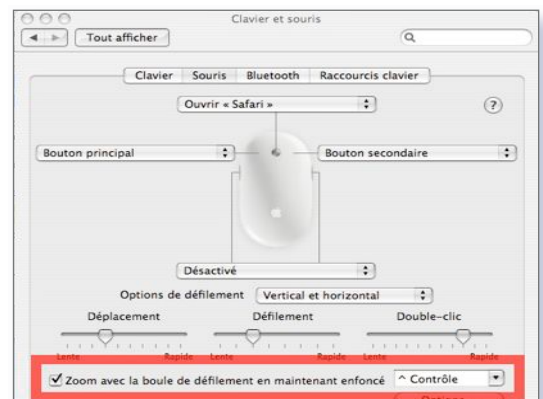 Clavier et souris
Tout afficher
Clavier Souris Bluetooth Raccourcis clavier
Ouvrir « Safari »
?
Bouton principal Bouton secondaire
Désactivé
Options de défilement Vertical et horizontal
Déplacement Défilement Double-clic
Lente Rapide Lente Rapide Lente Rapide
Zoom avec la boule de défilement en maintenant enfoncé ^ Contrôle
Options